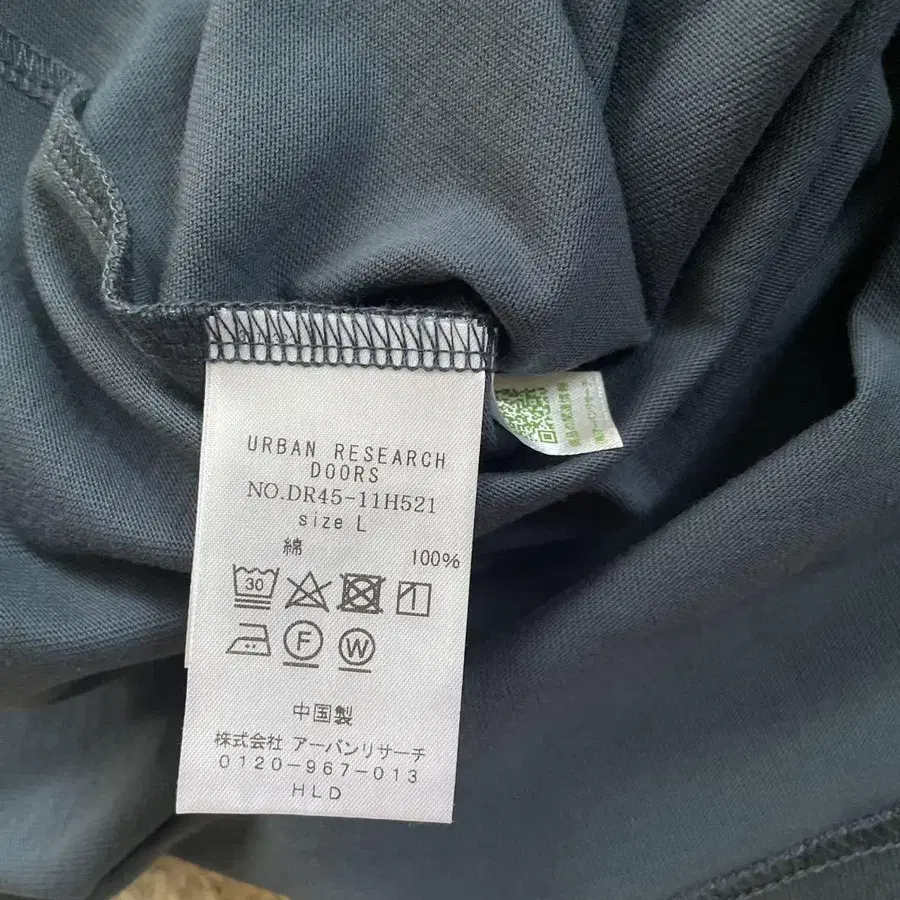 URBAN RESEARCH
DOORS
NO.DR45-11H521
size L
綿 100%
30
F W
中国製
株式会社 アーバンリサーチ
0120-967-013
HLD